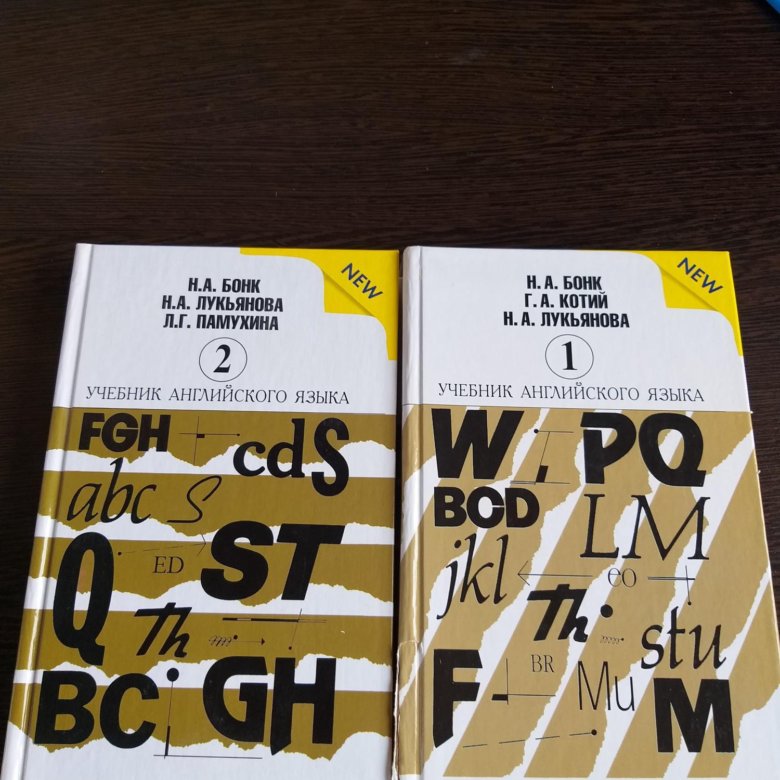 Н.А. БОНК
Н.А. ЛУКЬЯНОВА
Л.Г. ПАМУХИНА
NEW
2
УЧЕБНИК АНГЛИЙСКОГО ЯЗЫКА
FGH cdS
abc S
Q ED ST
Th
BCi GH
Н. А. БОНК
Г. А. КОТИЙ
Н. А. ЛУКЬЯНОВА
NEW
1
УЧЕБНИК АНГЛИЙСКОГО ЯЗЫКА
W PQ
BCD LM
jkl EO
Th stu
F BR Mu M